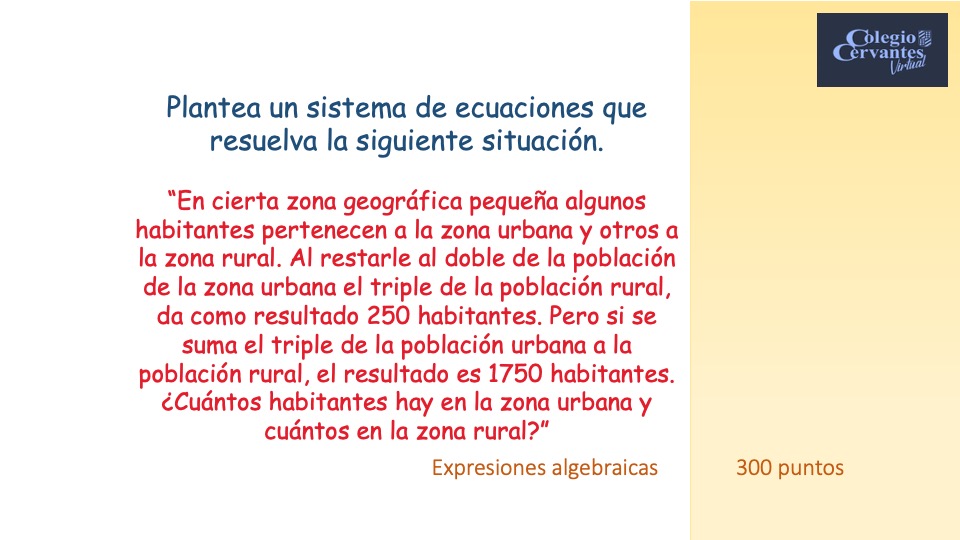 Colegio
Cervantes
Virtual
Plantea un sistema de ecuaciones que
resuelva la siguiente situación.
“En cierta zona geográfica pequeña algunos
habitantes pertenecen a la zona urbana y otros a
la zona rural. Al restarle al doble de la población
de la zona urbana el triple de la población rural,
da como resultado 250 habitantes. Pero si se
suma el triple de la población urbana a la
población rural, el resultado es 1750 habitantes.
¿Cuántos habitantes hay en la zona urbana y
cuántos en la zona rural?”
Expresiones algebraicas
300 puntos